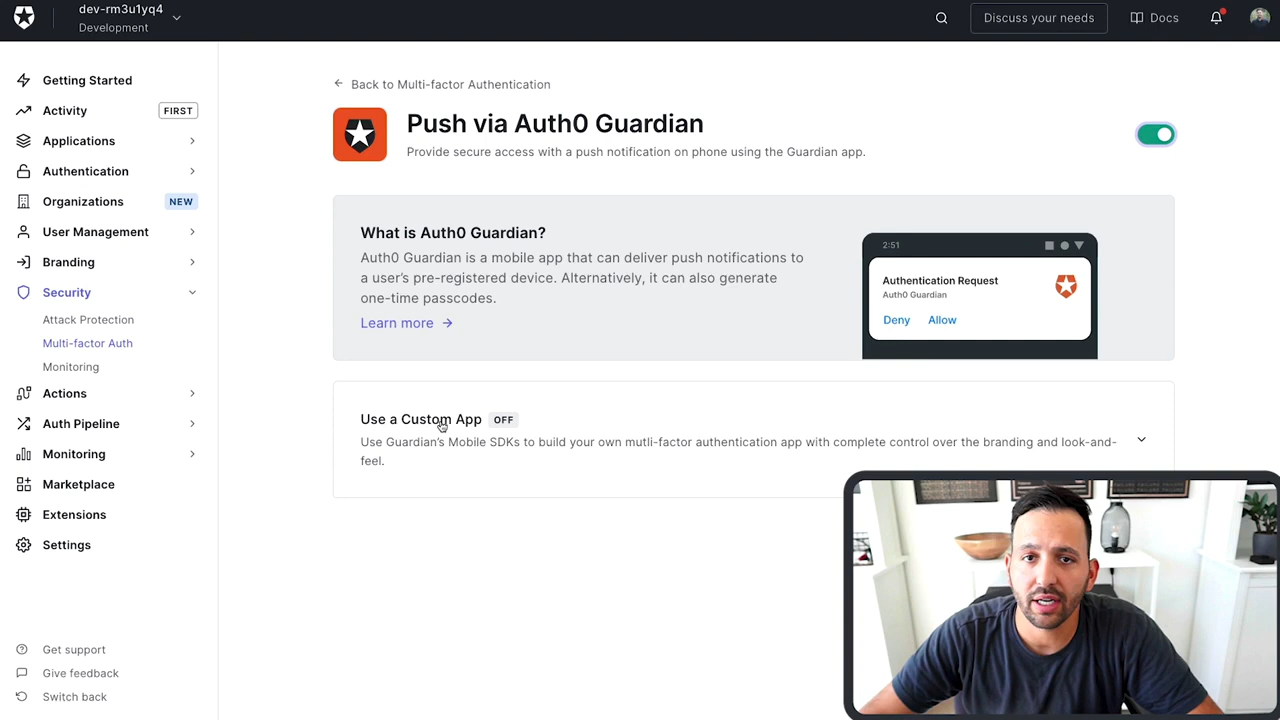 dev-rm3u1yq4
Development
Discuss your needs
Docs
Getting Started
Activity
FIRST
Applications
Authentication
Organizations
NEW
User Management
Branding
Security
Attack Protection
Multi-factor Auth
Monitoring
Actions
Auth Pipeline
Monitoring
Marketplace
Extensions
Settings
Get support
Give feedback
Switch back
Back to Multi-factor Authentication
Push via Auth0 Guardian
Provide secure access with a push notification on phone using the Guardian app.
What is Auth0 Guardian?
Auth0 Guardian is a mobile app that can deliver push notifications to
a user’s pre-registered device. Alternatively, it can also generate
one-time passcodes.
Learn more
2:51
Authentication Request
Auth0 Guardian
Deny
Allow
Use a Custom App
OFF
Use Guardian’s Mobile SDKs to build your own mutli-factor authentication app with complete control over the branding and look-and-
feel.